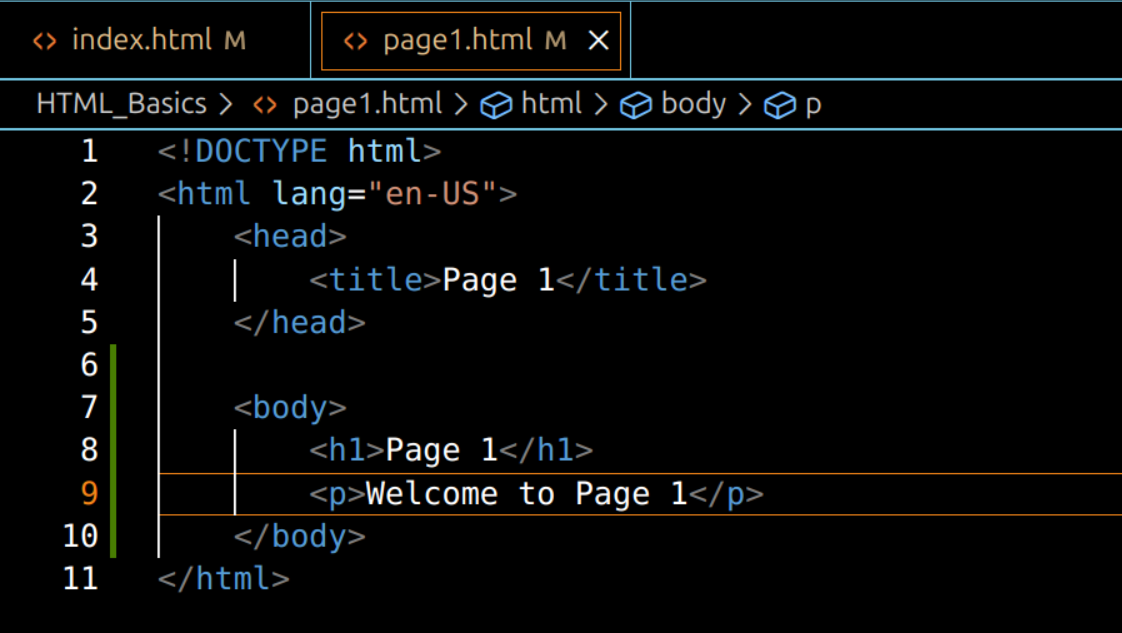 index.html M page1.html M
HTML_Basics > page1.html > html > body > p
1 <!DOCTYPE html>
2 <html lang="en-US">
3     <head>
4         <title>Page 1</title>
5     </head>
6
7     <body>
8         <h1>Page 1</h1>
9         <p>Welcome to Page 1</p>
10     </body>
11 </html>